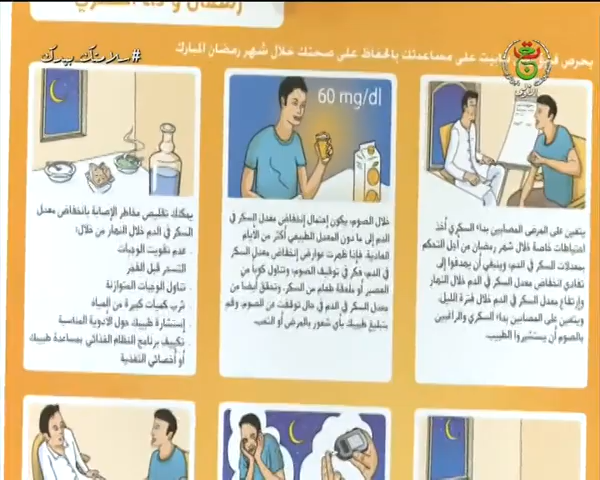 رمضان و داء السكري
#سلامتك بيدك
يحرص على مساعدتك بالحفاظ على صحتك خلال شهر رمضان المبارك
يتعين على المرضى المصابين بداء السكري أخذ
احتياطات خاصة خلال شهر رمضان من أجل التحكم
بمعدلات السكر في الدم، وينبغي أن يهدفوا إلى
تفادي انخفاض معدل السكر في الدم خلال النهار
وارتفاع معدل السكر في الدم خلال فترة الليل.
ويتعين على المصابين بداء السكري والراغبين
بالصوم أن يستشيروا الطبيب.
60 mg/dl
خلال الصوم، يكون إحتمال إنخفاض معدل السكر في
الدم إلى ما دون المعدل الطبيعي أكثر من الأيام
العادية. فإذا ظهرت عوارض إنخفاض معدل السكر
في الدم، فكر في توقيف الصوم، وتناول كوباً من
العصير أو ملعقة طعام من السكر. وتحقق أيضا من
معدل السكر في الدم في حال توقفت عن الصوم. وقم
بتبليغ طبيبك بأي شعور بالمرض أو التعب.
يمكنك تقليص مخاطر الإصابة بانخفاض معدل
السكر في الدم خلال النهار من خلال:
. عدم تفويت الوجبات
. التسحر قبل الفجر
. تناول الوجبات المتوازنة
. شرب كميات كبيرة من المياه
. إستشارة طبيبك حول الأدوية المناسبة
. تكييف برنامج النظام الغذائي بمساعدة طبيبك
أو أخصائي التغذية